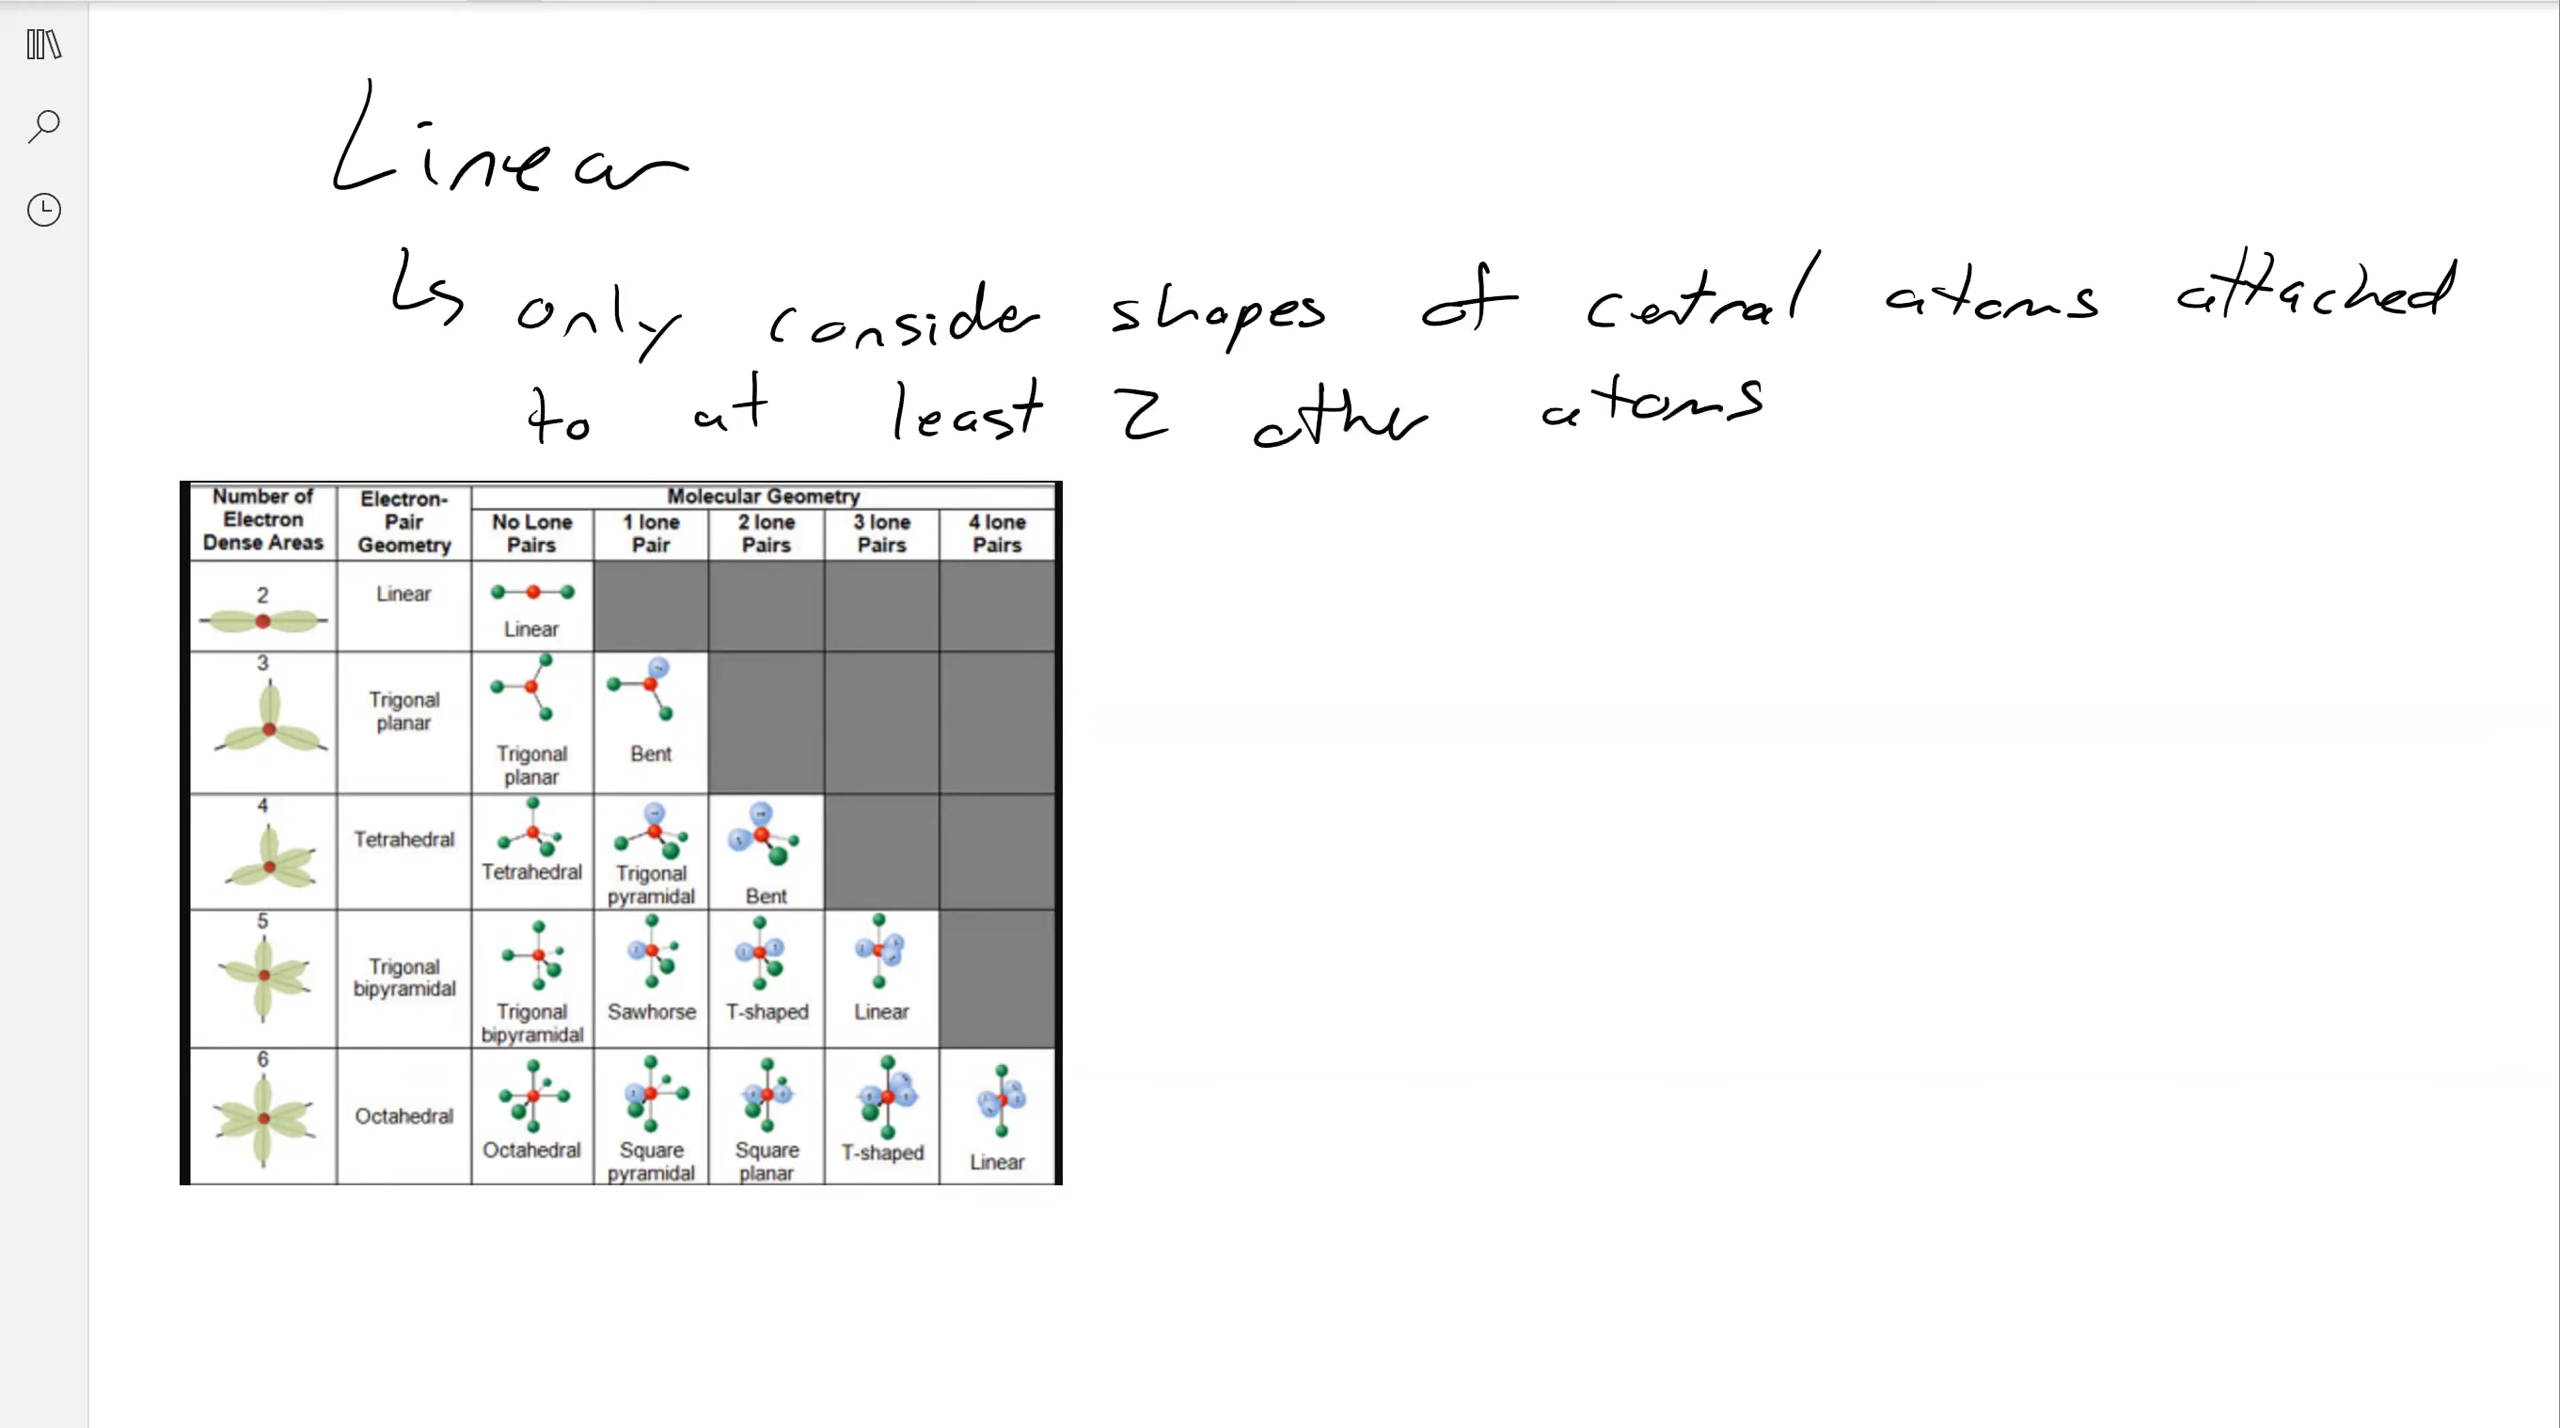 Linear
↳ only consider shapes of central atoms attached
to at least 2 other atoms
Number of Electron Dense Areas
Electron-Pair Geometry
Molecular Geometry
No Lone Pairs
1 lone Pair
2 lone Pairs
3 lone Pairs
4 lone Pairs
2
Linear
Linear
3
Trigonal planar
Trigonal planar
Bent
4
Tetrahedral
Tetrahedral
Trigonal pyramidal
Bent
5
Trigonal bipyramidal
Trigonal bipyramidal
Sawhorse
T-shaped
Linear
6
Octahedral
Octahedral
Square pyramidal
Square planar
T-shaped
Linear